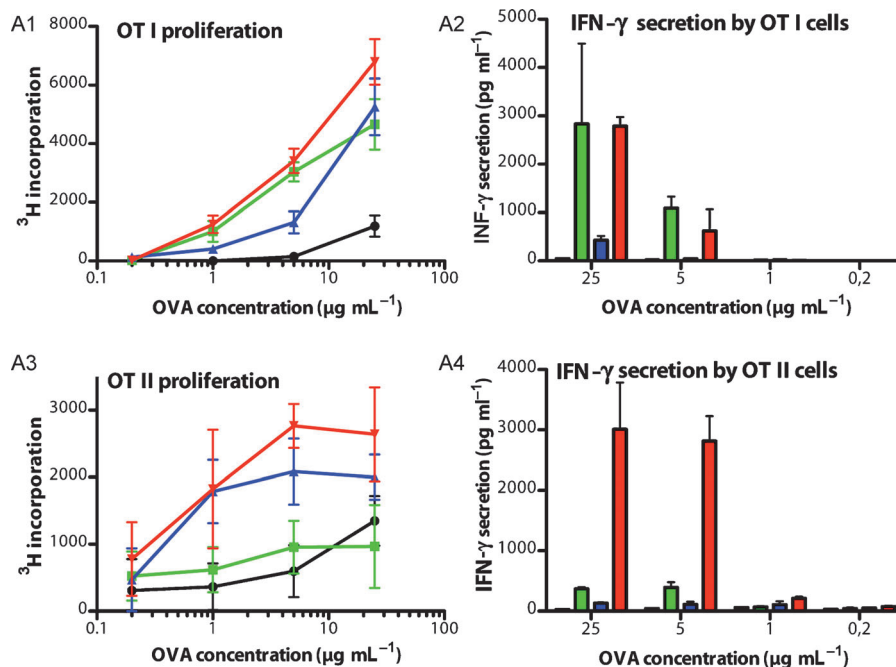 A1
OT I proliferation
8000
6000
4000
2000
0
³H incorporation
0.1
1
10
100
OVA concentration (µg mL⁻¹)
A2
IFN-γ secretion by OT I cells
5000
4000
3000
2000
1000
0
INF-γ secretion (pg ml⁻¹)
25
5
1
0,2
OVA concentration (µg mL⁻¹)
A3
OT II proliferation
3000
2000
1000
0
³H incorporation
0.1
1
10
100
OVA concentration (µg mL⁻¹)
A4
IFN-γ secretion by OT II cells
4000
3000
2000
1000
0
IFN-γ secretion (pg ml⁻¹)
25
5
1
0,2
OVA concentration (µg mL⁻¹)